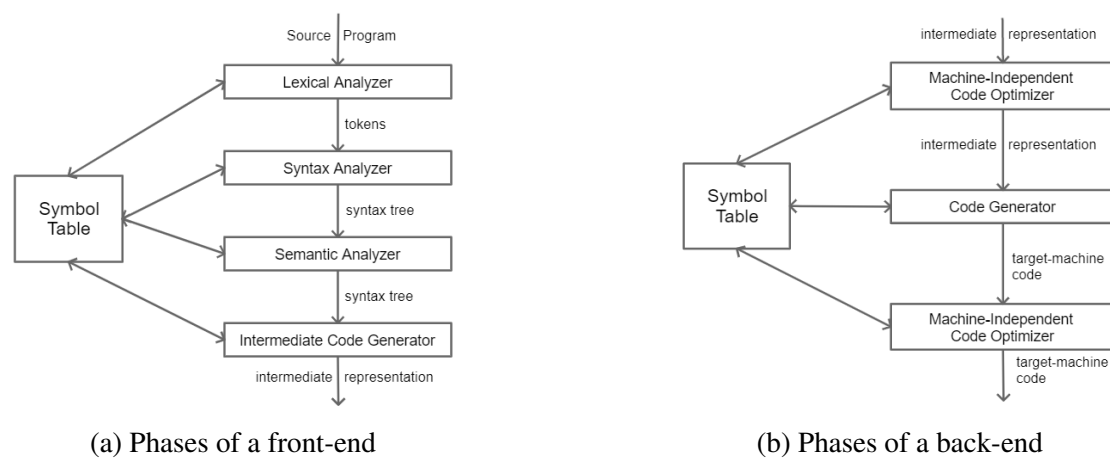 Source Program
Lexical Analyzer
tokens
Syntax Analyzer
Symbol
Table
syntax tree
Semantic Analyzer
syntax tree
Intermediate Code Generator
intermediate representation
(a) Phases of a front-end
intermediate representation
Machine-Independent
Code Optimizer
intermediate representation
Symbol
Table
Code Generator
target-machine
code
Machine-Independent
Code Optimizer
target-machine
code
(b) Phases of a back-end